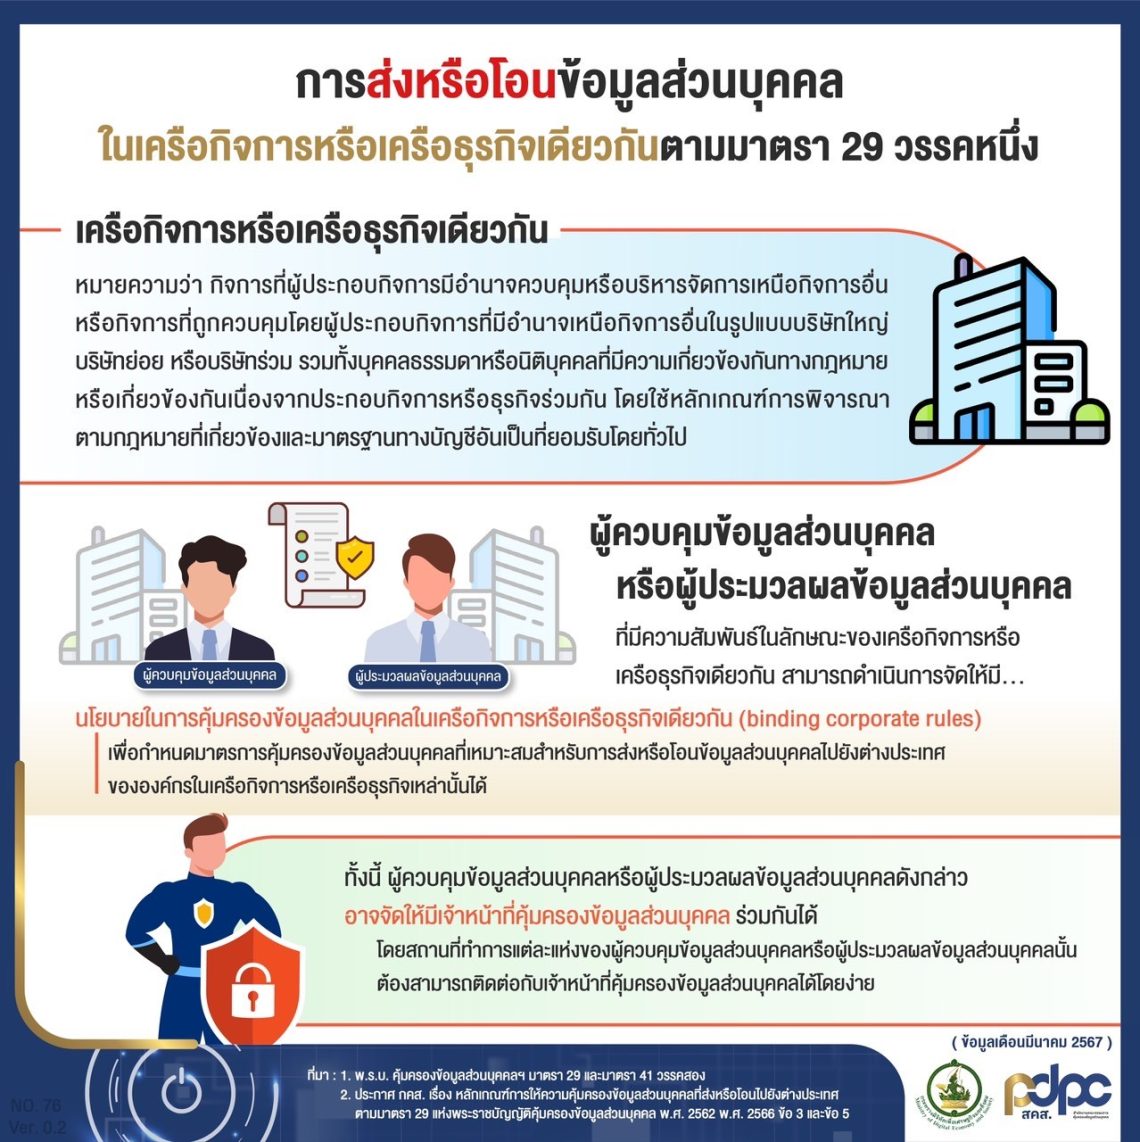 การส่งหรือโอนข้อมูลส่วนบุคคล
ในเครือกิจการหรือเครือธุรกิจเดียวกันตามมาตรา 29 วรรคหนึ่ง
เครือกิจการหรือเครือธุรกิจเดียวกัน
หมายความว่า กิจการที่ผู้ประกอบกิจการมีอำนาจควบคุมหรือบริหารจัดการเหนือกิจการอื่น
หรือกิจการที่ถูกควบคุมโดยผู้ประกอบกิจการที่มีอำนาจเหนือกิจการอื่นในรูปแบบบริษัทใหญ่
บริษัทย่อย หรือบริษัทร่วม รวมทั้งบุคคลธรรมดาหรือนิติบุคคลที่มีความเกี่ยวข้องกันทางกฎหมาย
หรือเกี่ยวข้องกันเนื่องจากประกอบกิจการหรือธุรกิจร่วมกัน โดยใช้หลักเกณฑ์การพิจารณา
ตามกฎหมายที่เกี่ยวข้องและมาตรฐานทางบัญชีอันเป็นที่ยอมรับโดยทั่วไป
ผู้ควบคุมข้อมูลส่วนบุคคล
หรือผู้ประมวลผลข้อมูลส่วนบุคคล
ที่มีความสัมพันธ์ในลักษณะของเครือกิจการหรือ
เครือธุรกิจเดียวกัน สามารถดำเนินการจัดให้มี...
ผู้ควบคุมข้อมูลส่วนบุคคล
ผู้ประมวลผลข้อมูลส่วนบุคคล
นโยบายในการคุ้มครองข้อมูลส่วนบุคคลในเครือกิจการหรือเครือธุรกิจเดียวกัน (binding corporate rules)
เพื่อกำหนดมาตรการคุ้มครองข้อมูลส่วนบุคคลที่เหมาะสมสำหรับการส่งหรือโอนข้อมูลส่วนบุคคลไปยังต่างประเทศ
ขององค์กรในเครือกิจการหรือเครือธุรกิจเหล่านั้นได้
ทั้งนี้ ผู้ควบคุมข้อมูลส่วนบุคคลหรือผู้ประมวลผลข้อมูลส่วนบุคคลดังกล่าว
อาจจัดให้มีเจ้าหน้าที่คุ้มครองข้อมูลส่วนบุคคล ร่วมกันได้
โดยสถานที่ทำการแต่ละแห่งของผู้ควบคุมข้อมูลส่วนบุคคลหรือผู้ประมวลผลข้อมูลส่วนบุคคลนั้น
ต้องสามารถติดต่อกับเจ้าหน้าที่คุ้มครองข้อมูลส่วนบุคคลได้โดยง่าย
( ข้อมูลเดือนมีนาคม 2567 )
ที่มา : 1. พ.ร.บ. คุ้มครองข้อมูลส่วนบุคคลฯ มาตรา 29 และมาตรา 41 วรรคสอง
2. ประกาศ กคส. เรื่อง หลักเกณฑ์การให้ความคุ้มครองข้อมูลส่วนบุคคลที่ส่งหรือโอนไปยังต่างประเทศ
ตามมาตรา 29 แห่งพระราชบัญญัติคุ้มครองข้อมูลส่วนบุคคล พ.ศ. 2562 พ.ศ. 2566 ข้อ 3 และข้อ 5
pdpc
สคส.
NO. 76
Ver. 0.2